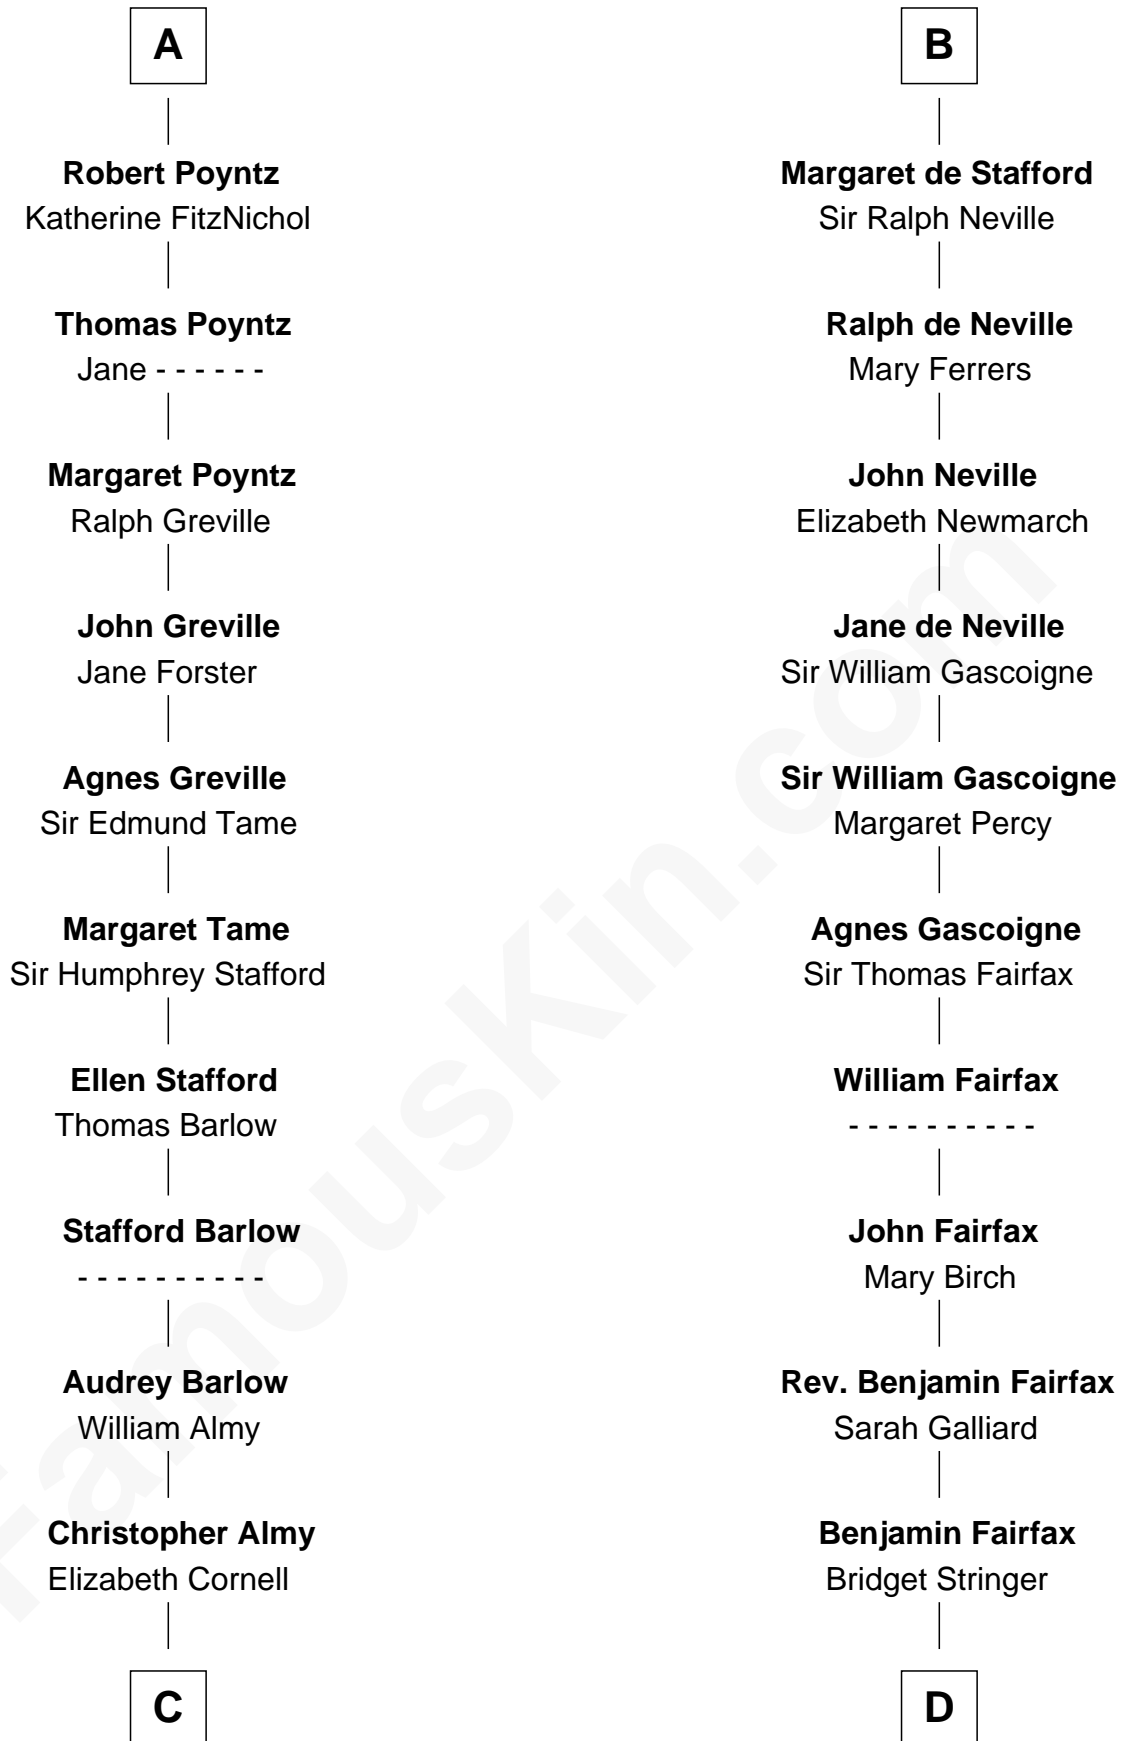 A
Robert Poyntz
Katherine FitzNichol
Thomas Poyntz
Jane - - - - - -
Margaret Poyntz
Ralph Greville
John Greville
Jane Forster
Agnes Greville
Sir Edmund Tame
Margaret Tame
Sir Humphrey Stafford
Ellen Stafford
Thomas Barlow
Stafford Barlow
- - - - - - - - - -
Audrey Barlow
William Almy
Christopher Almy
Elizabeth Cornell
C
B
Margaret de Stafford
Sir Ralph Neville
Ralph de Neville
Mary Ferrers
John Neville
Elizabeth Newmarch
Jane de Neville
Sir William Gascoigne
Sir William Gascoigne
Margaret Percy
Agnes Gascoigne
Sir Thomas Fairfax
William Fairfax
- - - - - - - - - -
John Fairfax
Mary Birch
Rev. Benjamin Fairfax
Sarah Galliard
Benjamin Fairfax
Bridget Stringer
D
FamousKin.com